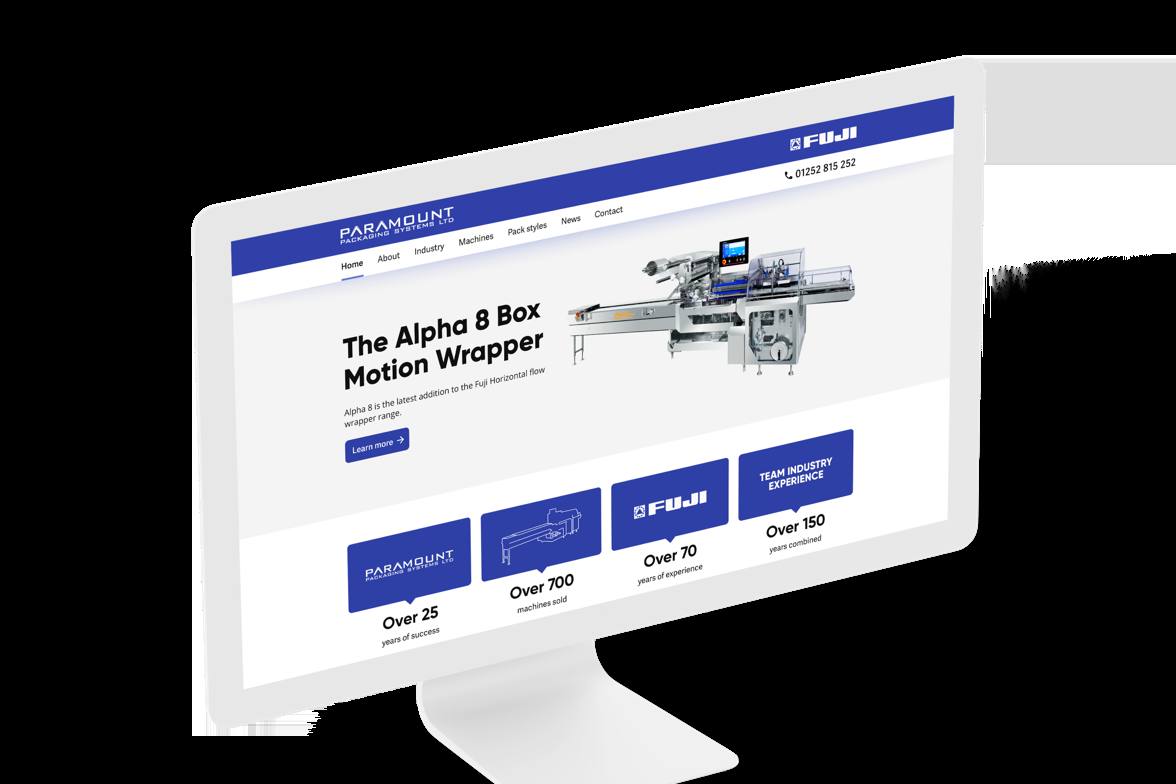 FUJI
01252 815 252
PARAMOUNT
PACKAGING SYSTEMS LTD
Home About Industry Machines Pack styles News Contact
The Alpha 8 Box
Motion Wrapper
Alpha 8 is the latest addition to the Fuji Horizontal flow
wrapper range.
Learn more →
PARAMOUNT
PACKAGING SYSTEMS LTD
Over 25
years of success
Over 700
machines sold
FUJI
Over 70
years of experience
TEAM INDUSTRY
EXPERIENCE
Over 150
years combined